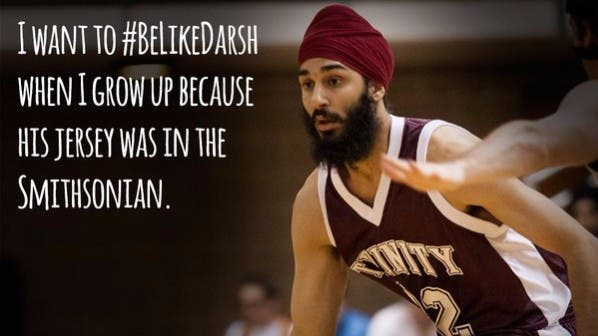 I WANT TO #BELIKEDARSH
WHEN I GROW UP BECAUSE
HIS JERSEY WAS IN THE
SMITHSONIAN.